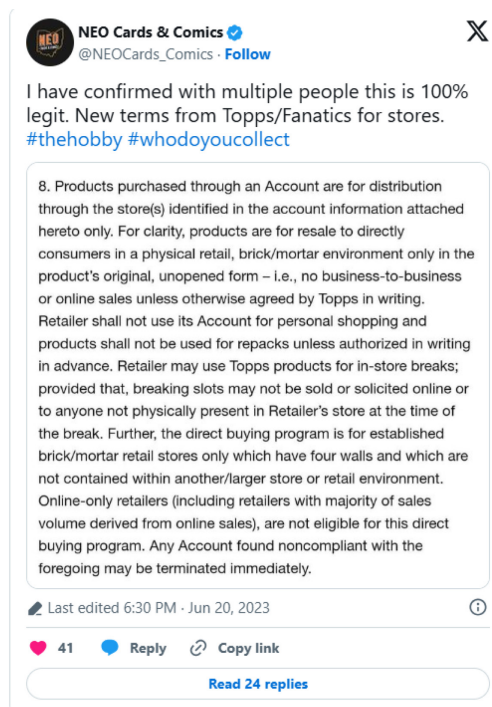 NEO
NEO Cards & Comics
@NEOCards_Comics · Follow
I have confirmed with multiple people this is 100%
legit. New terms from Topps/Fanatics for stores.
#thehobby #whodoyoucollect
8. Products purchased through an Account are for distribution
through the store(s) identified in the account information attached
hereto only. For clarity, products are for resale to directly
consumers in a physical retail, brick/mortar environment only in the
product's original, unopened form – i.e., no business-to-business
or online sales unless otherwise agreed by Topps in writing.
Retailer shall not use its Account for personal shopping and
products shall not be used for repacks unless authorized in writing
in advance. Retailer may use Topps products for in-store breaks;
provided that, breaking slots may not be sold or solicited online or
to anyone not physically present in Retailer's store at the time of
the break. Further, the direct buying program is for established
brick/mortar retail stores only which have four walls and which are
not contained within another/larger store or retail environment.
Online-only retailers (including retailers with majority of sales
volume derived from online sales), are not eligible for this direct
buying program. Any Account found noncompliant with the
foregoing may be terminated immediately.
Last edited 6:30 PM · Jun 20, 2023
41 Reply Copy link
Read 24 replies